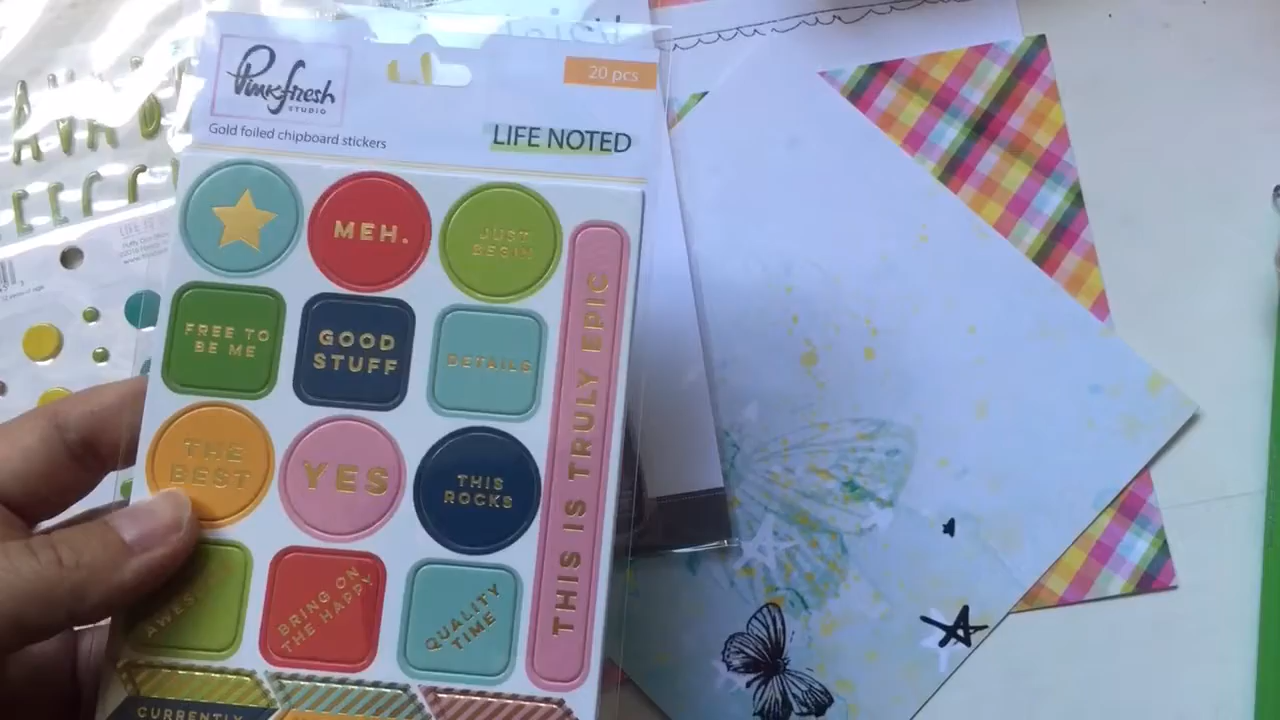 Pinkfresh
STUDIO
20 pcs
Gold foiled chipboard stickers
LIFE NOTED
MEH.
JUST
BEGIN
FREE TO
BE ME
GOOD
STUFF
DETAILS
THE
BEST
YES
THIS
ROCKS
THIS IS TRULY EPIC
BRING ON
THE HAPPY
QUALITY
TIME
CURRENTLY